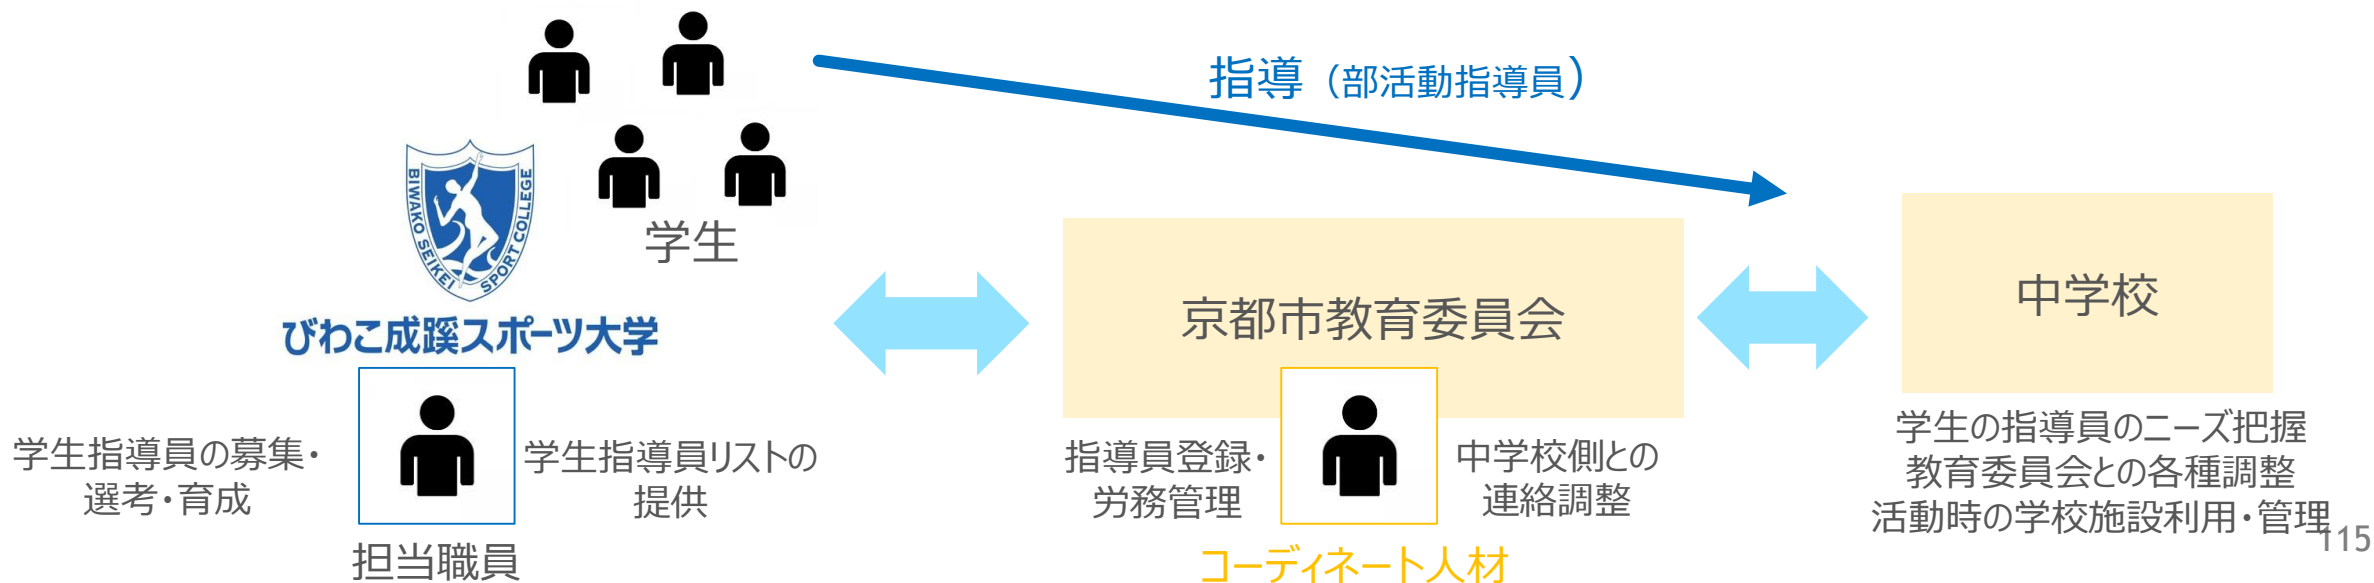 指導（部活動指導員）
学生
BIWAKO SEIKEI SPORT COLLEGE
びわこ成蹊スポーツ大学
京都市教育委員会
中学校
学生指導員の募集・
選考・育成
学生指導員リストの
提供
担当職員
指導員登録・
労務管理
中学校側との
連絡調整
コーディネート人材
学生の指導員のニーズ把握
教育委員会との各種調整
活動時の学校施設利用・管理
115